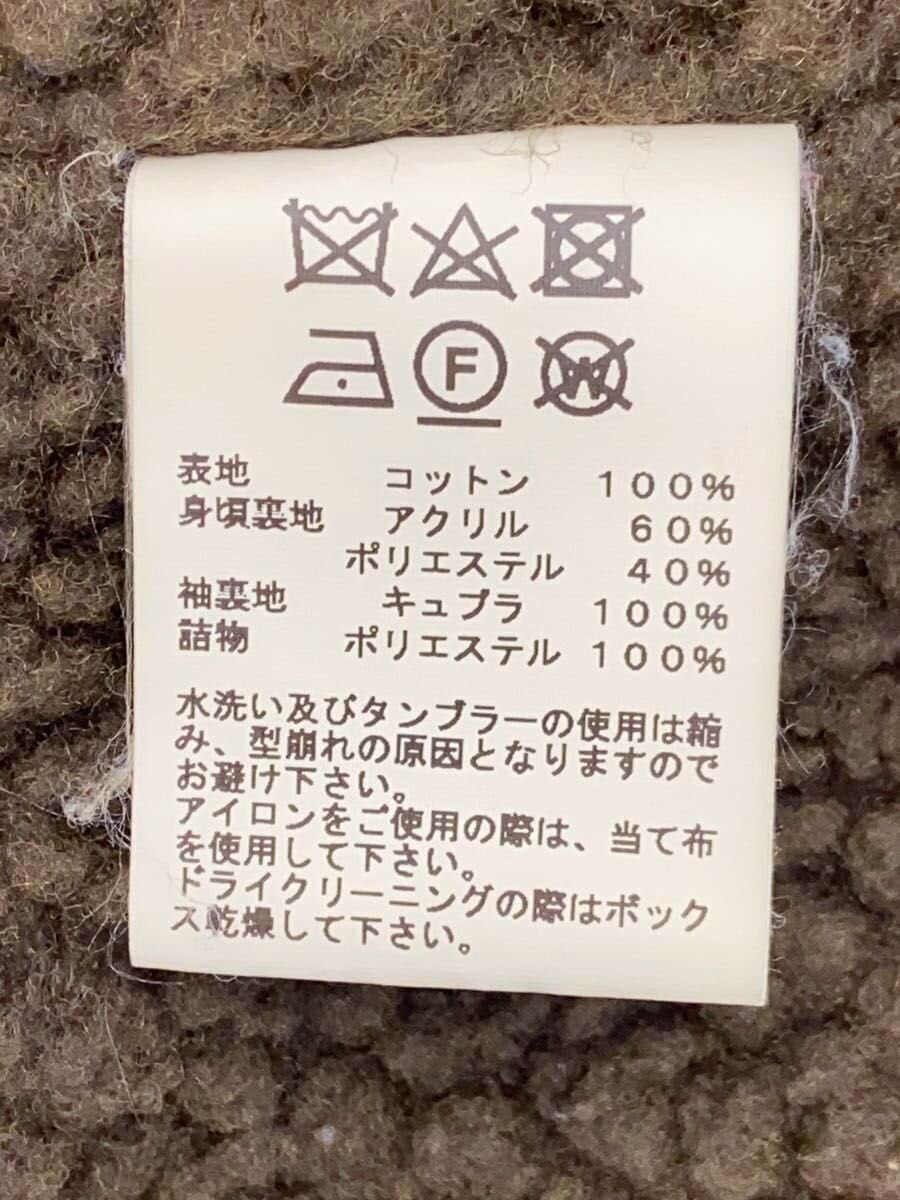 F
W
表地 コットン 100%
身頃裏地 アクリル 60%
ポリエステル 40%
袖裏地 キュプラ 100%
詰物 ポリエステル 100%
水洗い及びタンブラーの使用は縮
み、型崩れの原因となりますので
お避け下さい。
アイロンをご使用の際は、当て布
を使用して下さい。
ドライクリーニングの際はボック
ス乾燥して下さい。